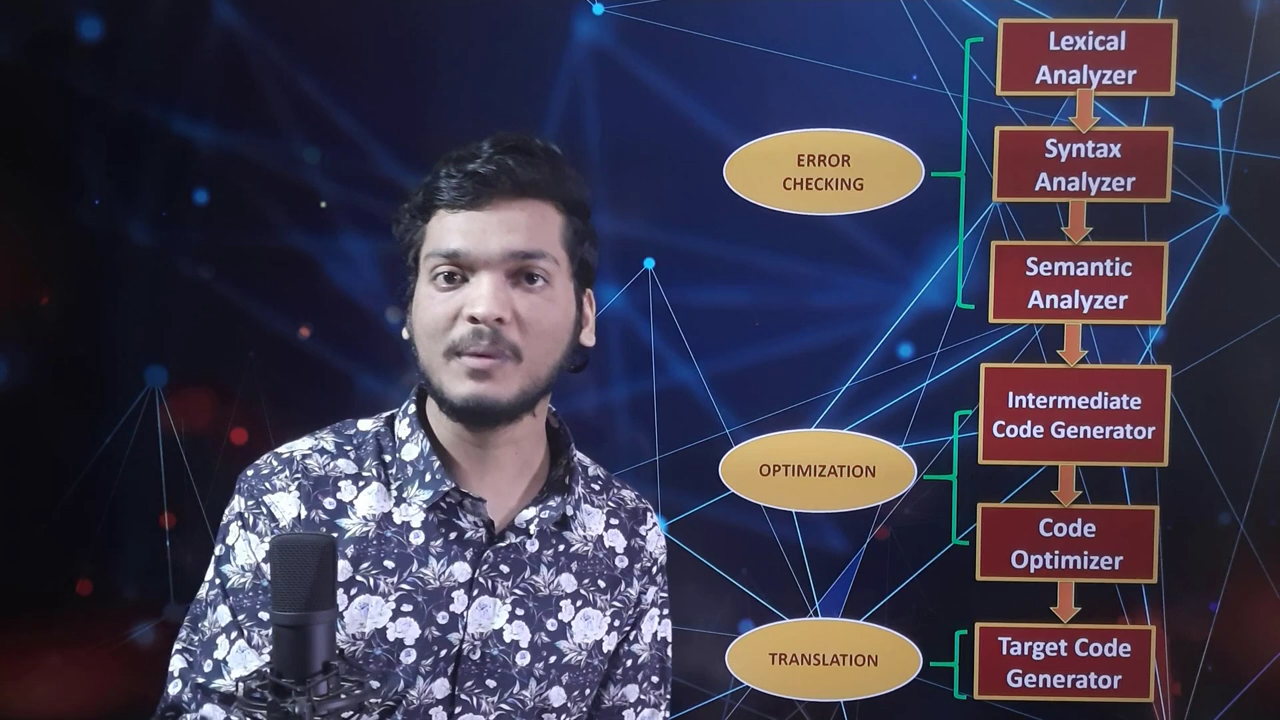 Lexical
Analyzer
Syntax
Analyzer
ERROR
CHECKING
Semantic
Analyzer
Intermediate
Code Generator
OPTIMIZATION
Code
Optimizer
TRANSLATION
Target Code
Generator